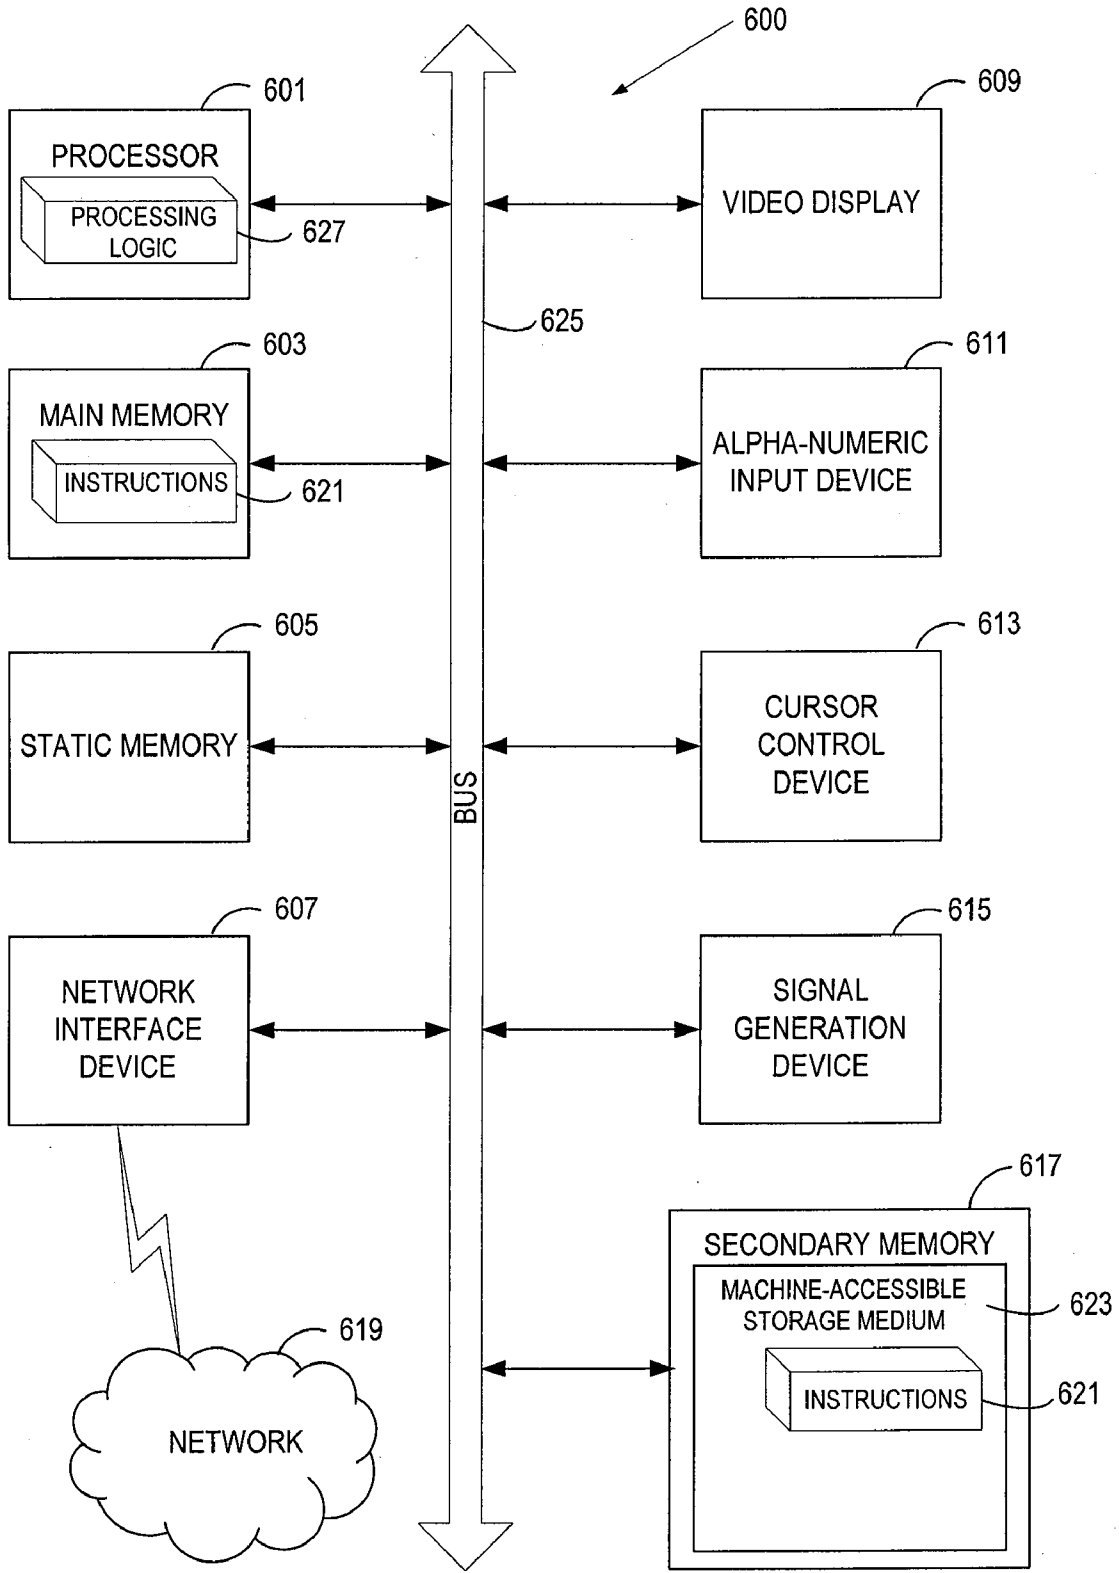 600
601
PROCESSOR
PROCESSING
LOGIC
627
609
VIDEO DISPLAY
625
603
MAIN MEMORY
INSTRUCTIONS
621
611
ALPHA-NUMERIC
INPUT DEVICE
605
STATIC MEMORY
613
CURSOR
CONTROL
DEVICE
BUS
607
NETWORK
INTERFACE
DEVICE
615
SIGNAL
GENERATION
DEVICE
617
SECONDARY MEMORY
MACHINE-ACCESSIBLE
STORAGE MEDIUM
623
INSTRUCTIONS
621
619
NETWORK